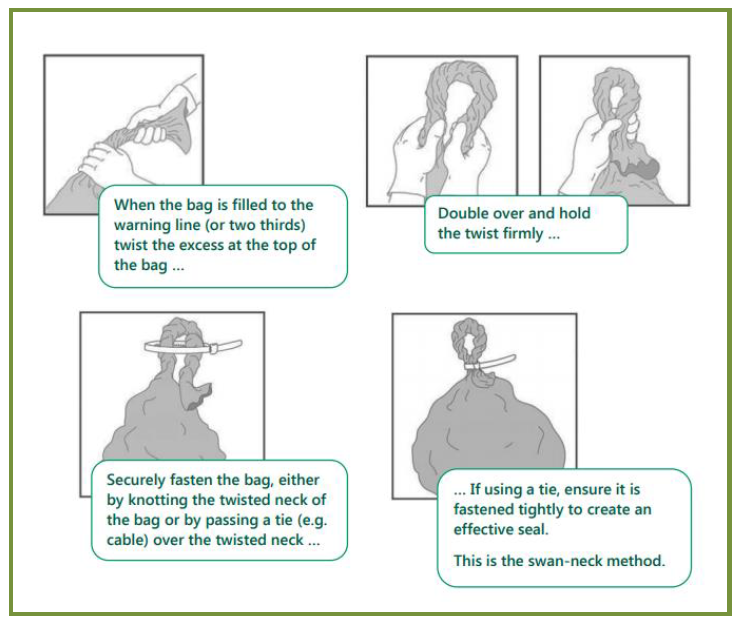 When the bag is filled to the
warning line (or two thirds)
twist the excess at the top of
the bag ...
Double over and hold
the twist firmly ...
Securely fasten the bag, either
by knotting the twisted neck of
the bag or by passing a tie (e.g.
cable) over the twisted neck ...
... If using a tie, ensure it is
fastened tightly to create an
effective seal.
This is the swan-neck method.